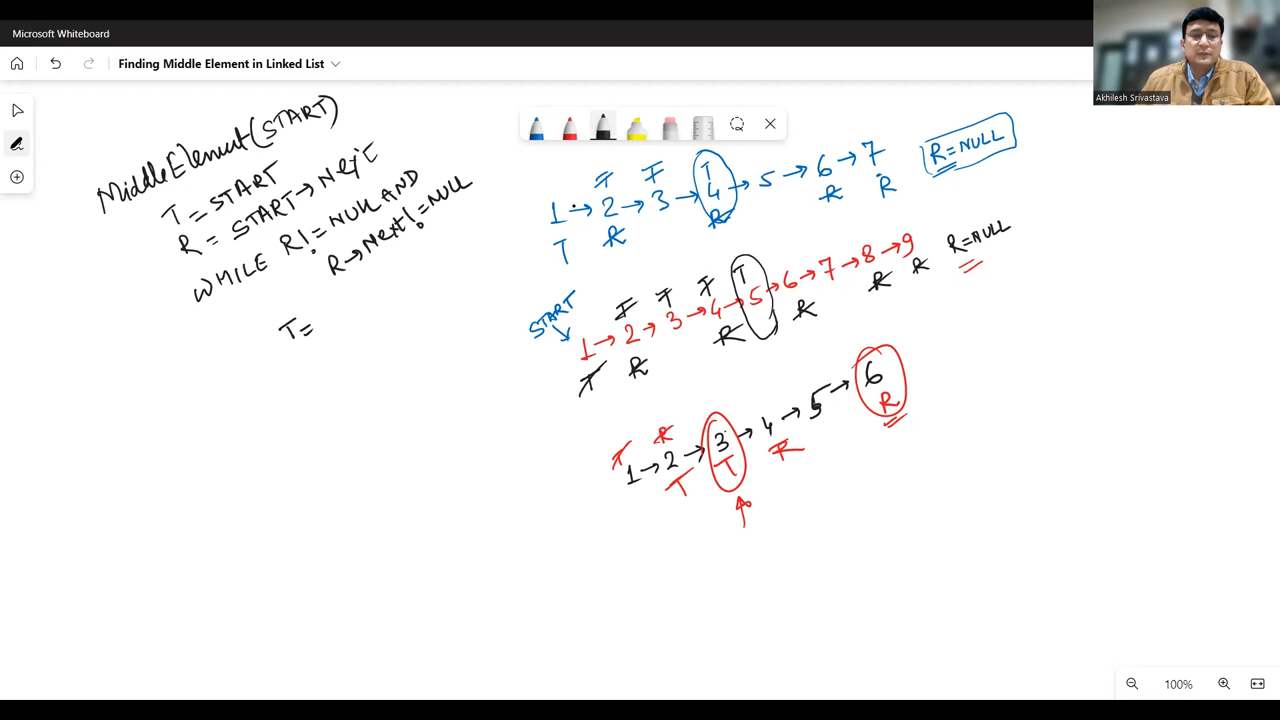 Microsoft Whiteboard
Finding Middle Element in Linked List
Akhilesh Srivastava
MiddleElement(START)
T = START
R = START→Next
WHILE R! = NULL AND
R→Next! = NULL
T =
T T T
1 → 2 → 3 → 4 → 5 → 6 → 7
R = NULL
T R R R R
START
T T T T
1 → 2 → 3 → 4 → 5 → 6 → 7 → 8 → 9
R = NULL
T R R R R R
T R
1 → 2 → 3 → 4 → 5 → 6
T T R R
100%